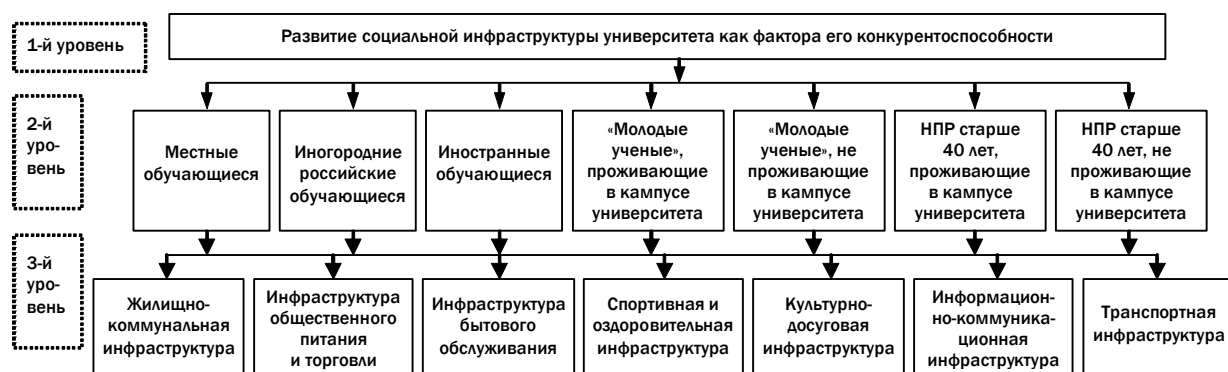 1-й уровень
Развитие социальной инфраструктуры университета как фактора его конкурентоспособности
2-й
уро-
вень
Местные
обучающиеся
Иногородние
российские
обучающиеся
Иностранные
обучающиеся
«Молодые
ученые»,
проживающие
в кампусе
университета
«Молодые
ученые», не
проживающие
в кампусе
университета
НПР старше
40 лет,
проживающие
в кампусе
университета
НПР старше
40 лет, не
проживающие
в кампусе
университета
3-й
уро-
вень
Жилищно-
коммунальная
инфраструктура
Инфраструктура
общественного
питания
и торговли
Инфраструктура
бытового
обслуживания
Спортивная и
оздоровительная
инфраструктура
Культурно-
досуговая
инфраструктура
Информацион-
но-коммуника-
ционная
инфраструктура
Транспортная
инфраструктура